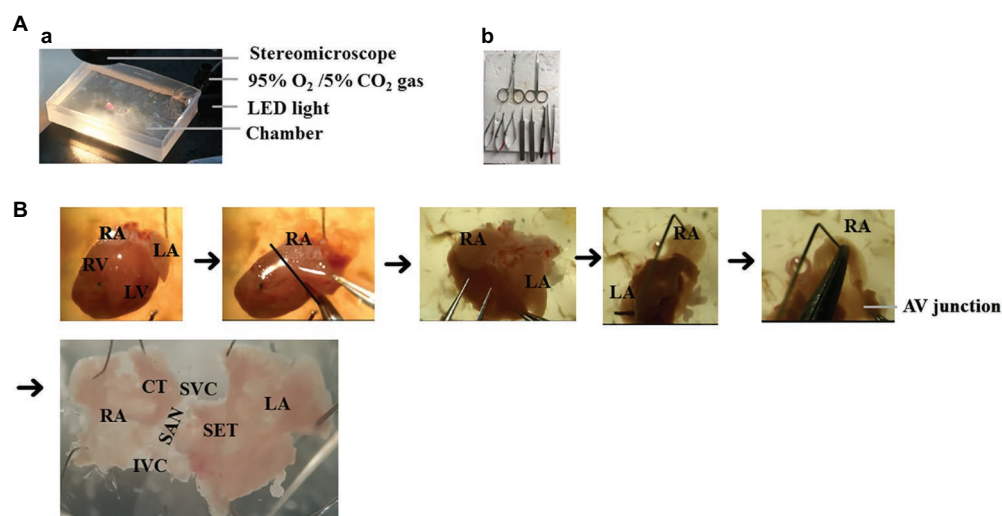 A
a
b
Stereomicroscope
95% O₂ /5% CO₂ gas
LED light
Chamber
B
RA
LA
RV
LV
RA
RA
LA
RA
LA
RA
AV junction
CT
SVC
LA
RA
SAN
SET
IVC